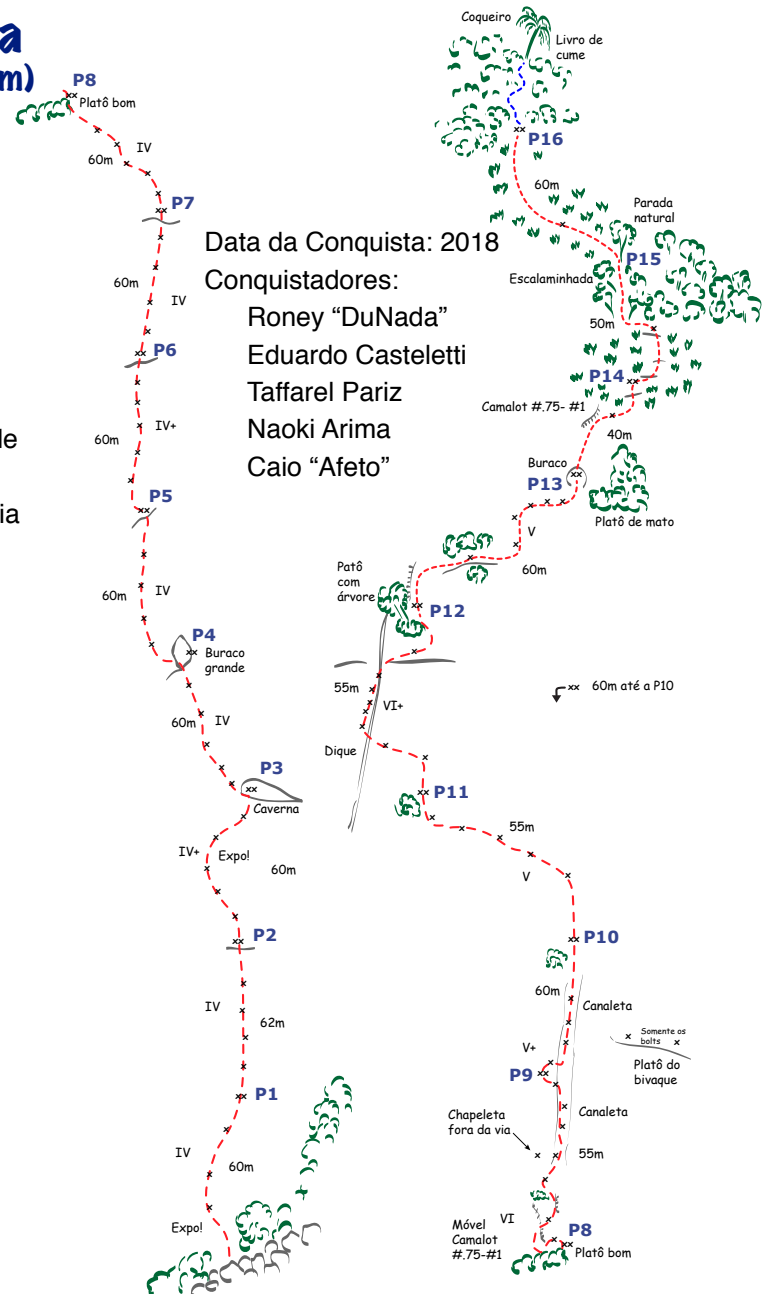 a
m)
P8
Platô bom
IV
60m
P7
60m
IV
P6
IV+
60m
P5
60m
IV
P4
Buraco
grande
60m
IV
P3
Caverna
IV+
Expo!
60m
P2
IV
62m
P1
IV
60m
Expo!
de
ia
Data da Conquista: 2018
Conquistadores:
Roney “DuNada”
Eduardo Casteletti
Taffarel Pariz
Naoki Arima
Caio “Afeto”
Coqueiro
Livro de
cume
P16
60m
Parada
natural
P15
Escalaminhada
50m
P14
Camalot #.75- #1
40m
Buraco
P13
Platô de mato
V
60m
Patô
com
árvore
P12
55m
VI+
60m até a P10
Dique
P11
55m
V
P10
60m
Canaleta
V+
Somente os
bolts
P9
Platô do
bivaque
Canaleta
Chapeleta
fora da via
55m
VI
Móvel
Camalot
#.75-#1
P8
Platô bom